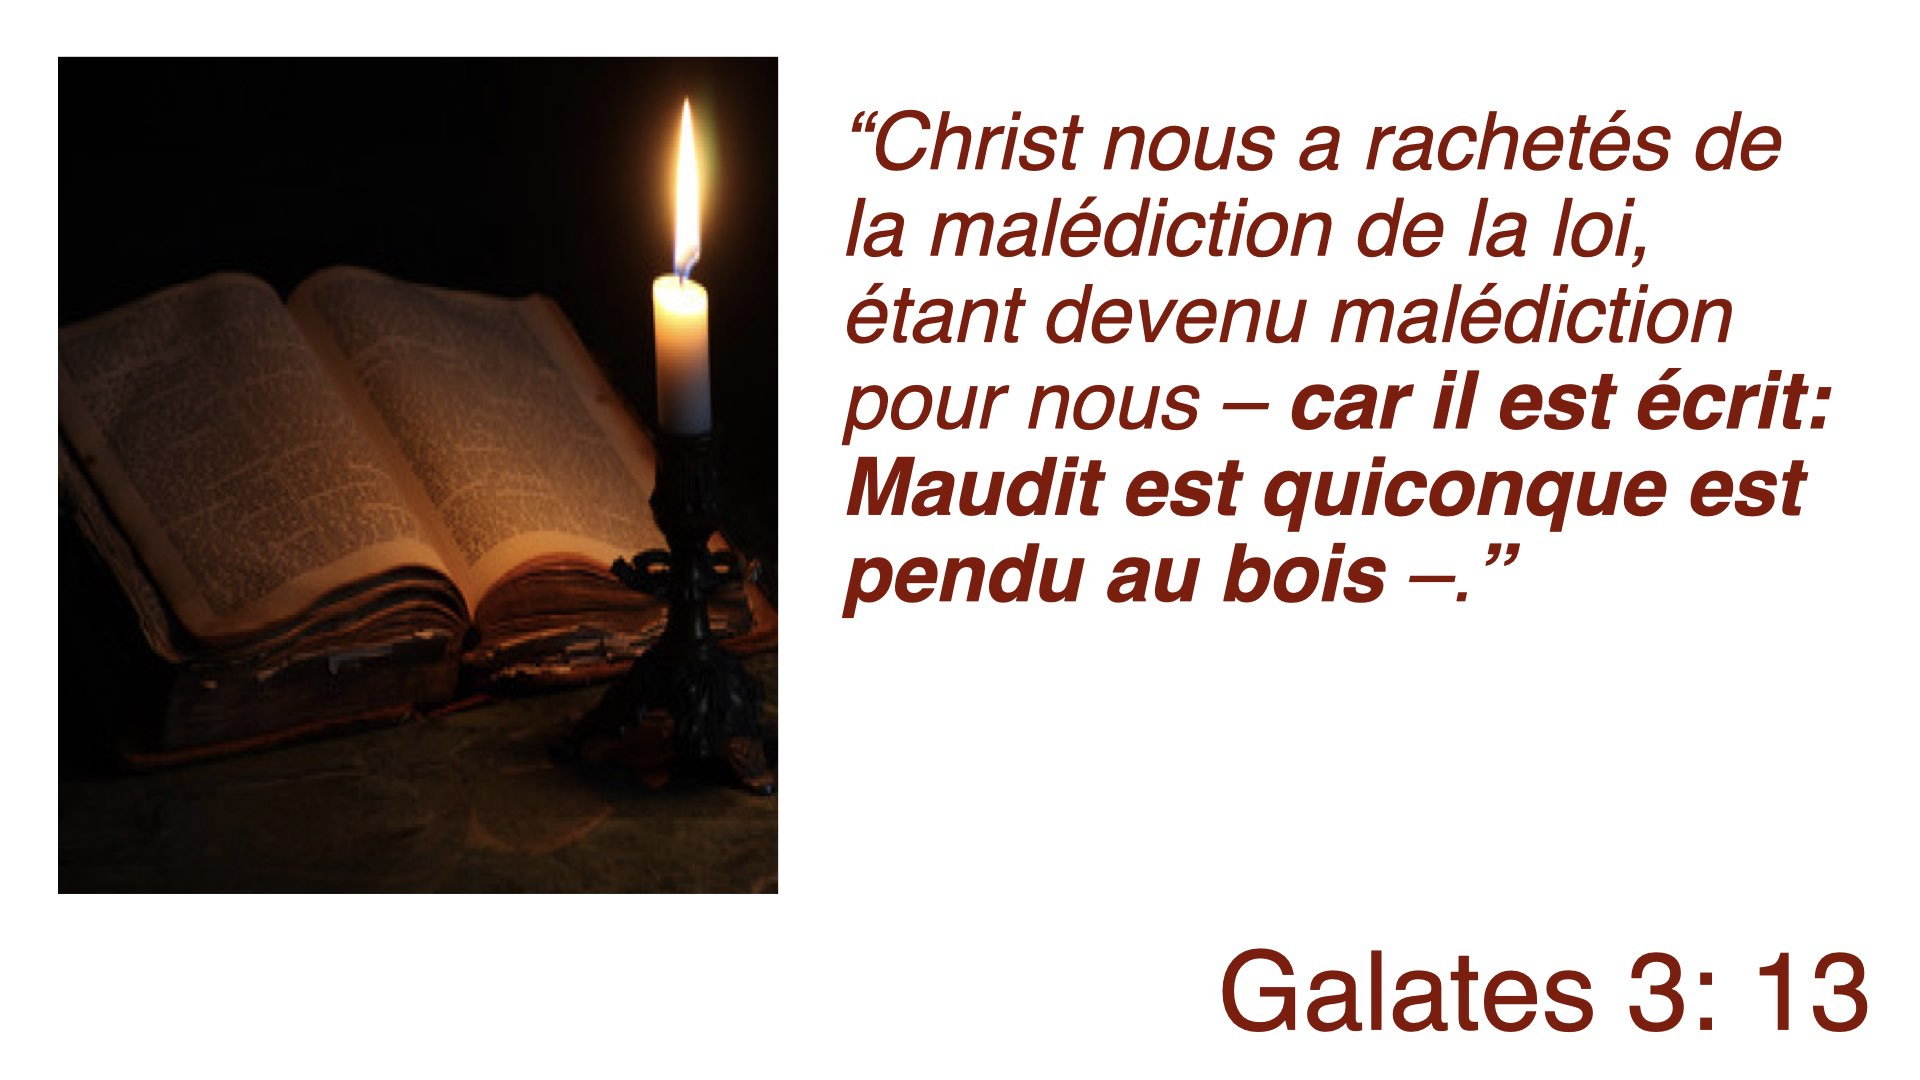 “Christ nous a rachetés de
la malédiction de la loi,
étant devenu malédiction
pour nous – car il est écrit:
Maudit est quiconque est
pendu au bois –.”
Galates 3: 13